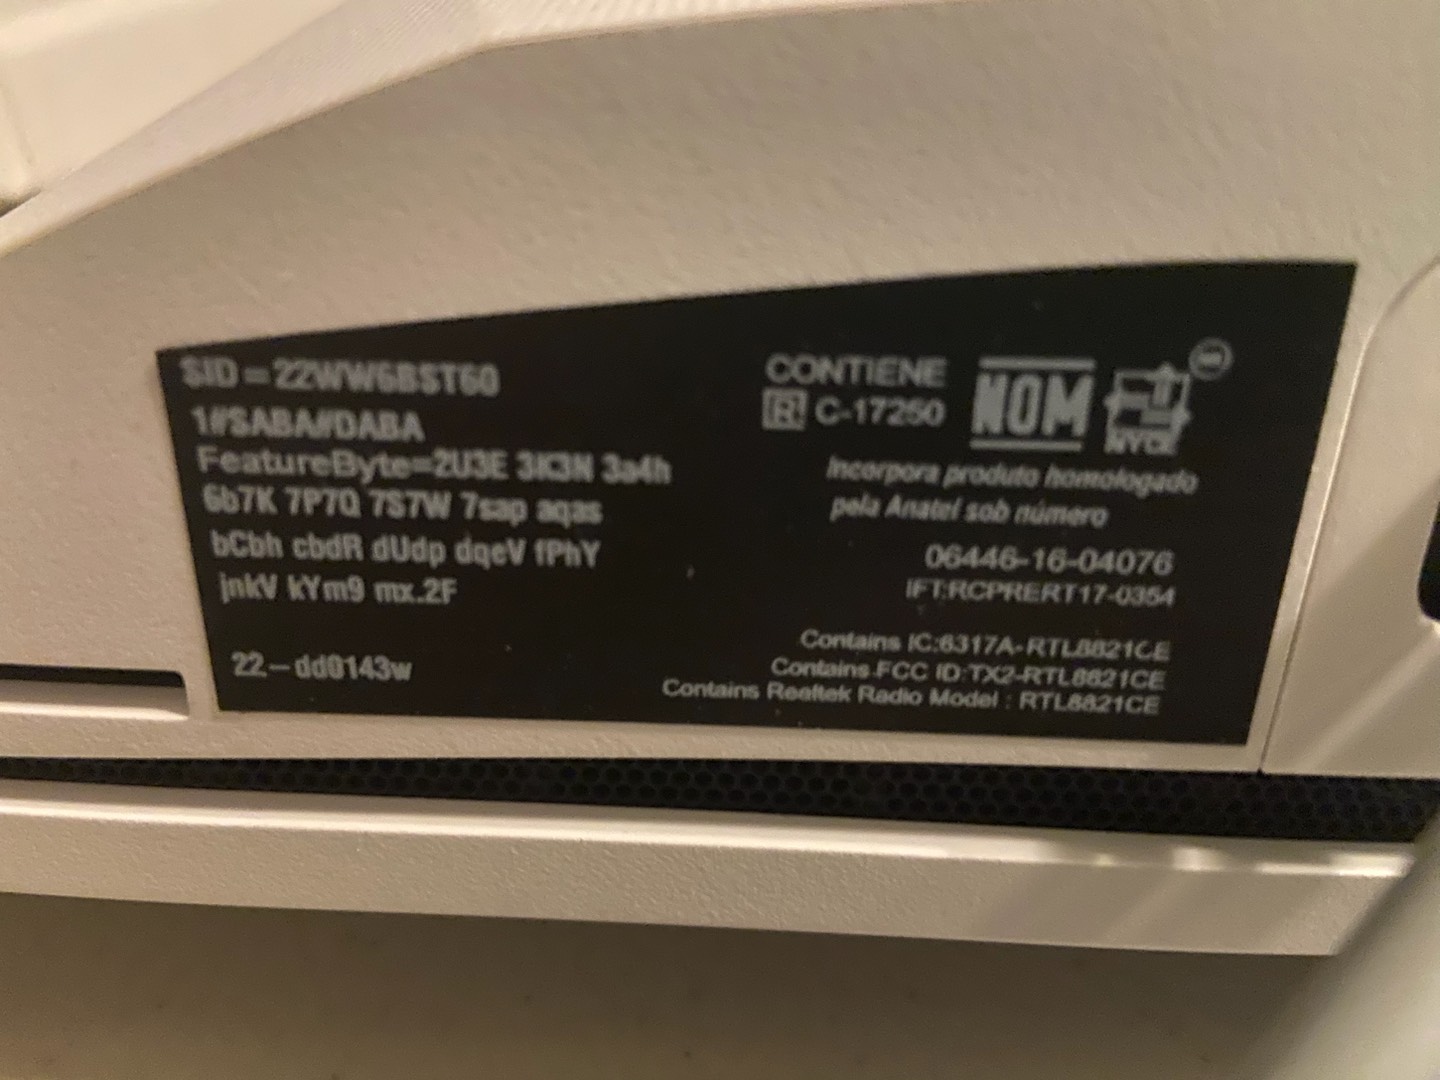 SID=22WW6BST60
1#SABA#DABA
FeatureByte=2U3E 3K3N 3a4h
6b7K 7P7Q 7S7W 7sap aqas
bCbh cbdR dUdp dqeV fPhY
jnkV kYm9 mx.2F
22-dd0143w
CONTIENE
R C-17250
NOM
NYCE
Incorpora produto homologado
pela Anatel sob número
06446-16-04076
IFT:RCPRERT17-0354
Contains IC:6317A-RTL8821CE
Contains FCC ID:TX2-RTL8821CE
Contains Realtek Radio Model : RTL8821CE